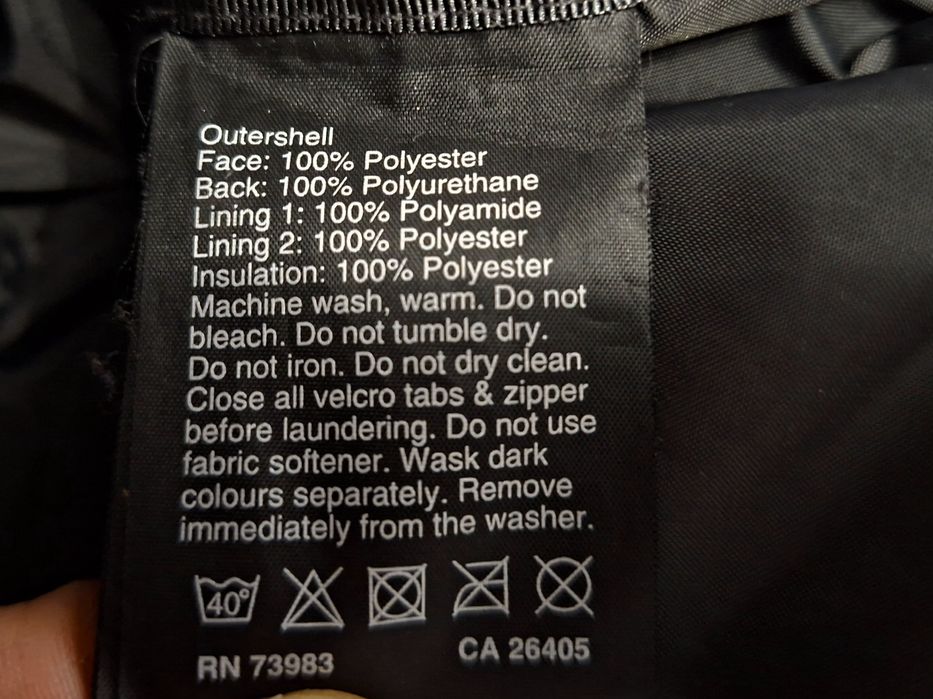 Outershell
Face: 100% Polyester
Back: 100% Polyurethane
Lining 1: 100% Polyamide
Lining 2: 100% Polyester
Insulation: 100% Polyester
Machine wash, warm. Do not
bleach. Do not tumble dry.
Do not iron. Do not dry clean.
Close all velcro tabs & zipper
before laundering. Do not use
fabric softener. Wask dark
colours separately. Remove
immediately from the washer.
40°
RN 73983 CA 26405